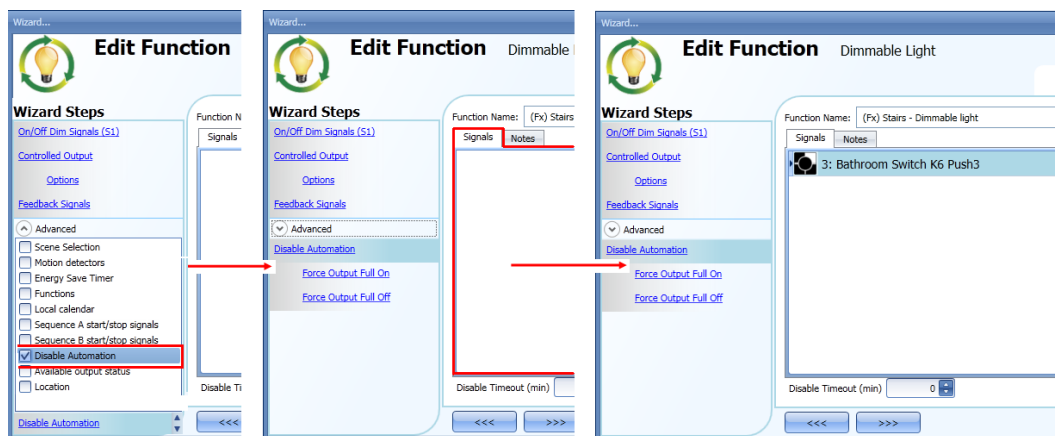 Wizard...
Edit Function
Wizard Steps
On/Off Dim Signals (S1)
Controlled Output
Options
Feedback Signals
Advanced
Scene Selection
Motion detectors
Energy Save Timer
Functions
Local calendar
Sequence A start/stop signals
Sequence B start/stop signals
Disable Automation
Available output status
Location
Disable Automation
Function N
Signals
Disable Ti
<<<
Wizard...
Edit Function Dimmable
Wizard Steps
On/Off Dim Signals (S1)
Controlled Output
Options
Feedback Signals
Advanced
Disable Automation
Force Output Full On
Force Output Full Off
Function Name: (Fx) Stairs
Signals Notes
Disable Timeout (min)
<<< >>>
Wizard...
Edit Function Dimmable Light
Wizard Steps
On/Off Dim Signals (S1)
Controlled Output
Options
Feedback Signals
Advanced
Disable Automation
Force Output Full On
Force Output Full Off
Function Name: (Fx) Stairs - Dimmable light
Signals Notes
3: Bathroom Switch K6 Push3
Disable Timeout (min) 0
<<< >>>